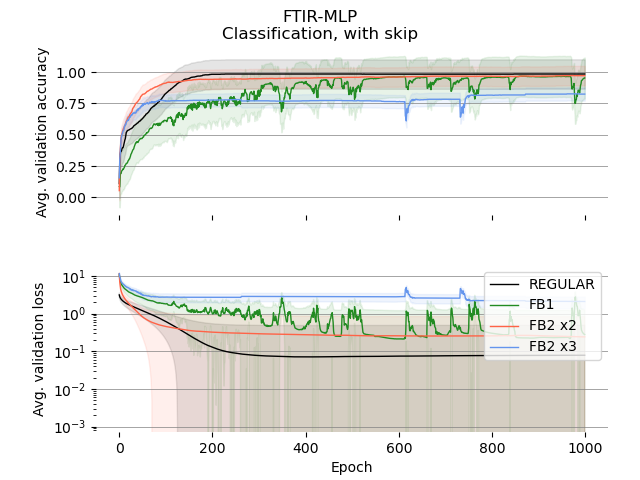 FTIR-MLP
Classification, with skip
Avg. validation accuracy
1.00
0.75
0.50
0.25
0.00
Avg. validation loss
10¹
10⁰
10⁻¹
10⁻²
10⁻³
REGULAR
FB1
FB2 x2
FB2 x3
0 200 400 600 800 1000
Epoch